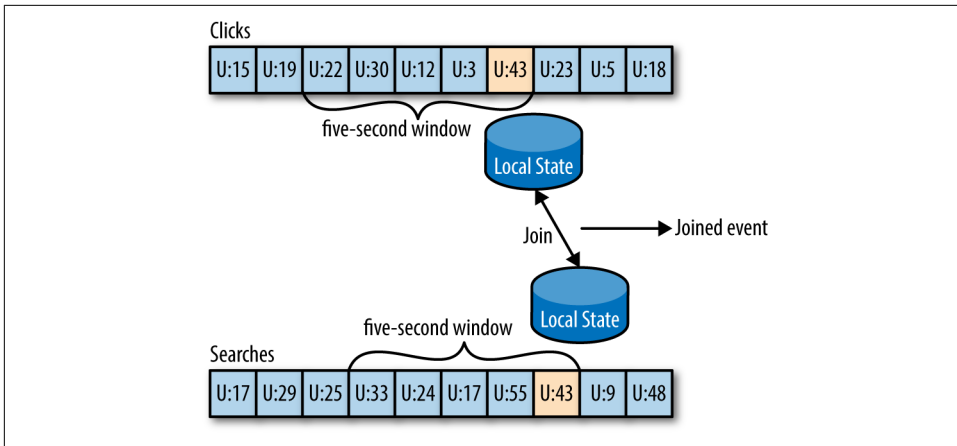 Clicks
U:15 U:19 U:22 U:30 U:12 U:3 U:43 U:23 U:5 U:18
five-second window
Local State
Join
Joined event
Local State
five-second window
Searches
U:17 U:29 U:25 U:33 U:24 U:17 U:55 U:43 U:9 U:48